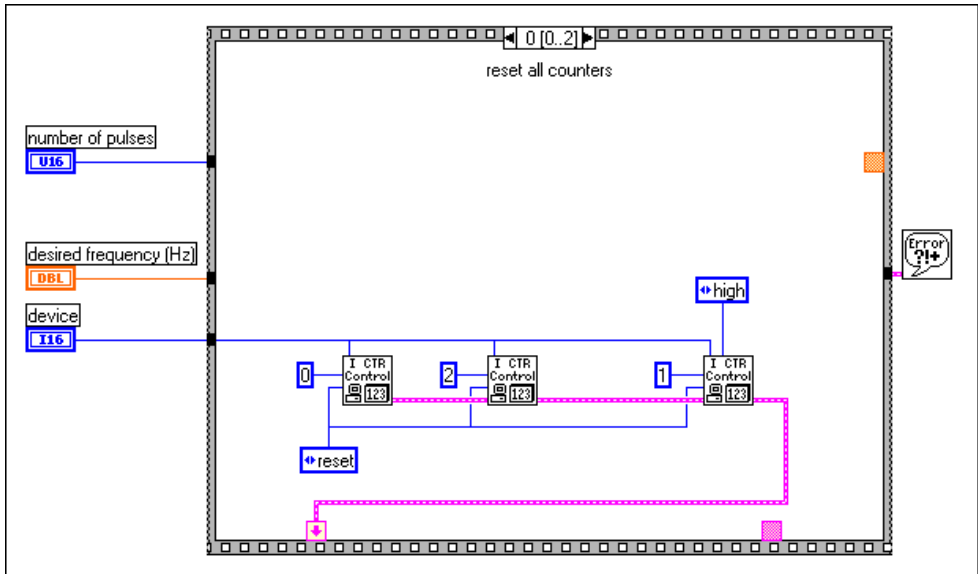 0 [0..2]
reset all counters
number of pulses
U16
desired frequency (Hz)
DBL
device
I16
Error
?!+
high
I CTR
Control
123
I CTR
Control
123
I CTR
Control
123
0
2
1
reset